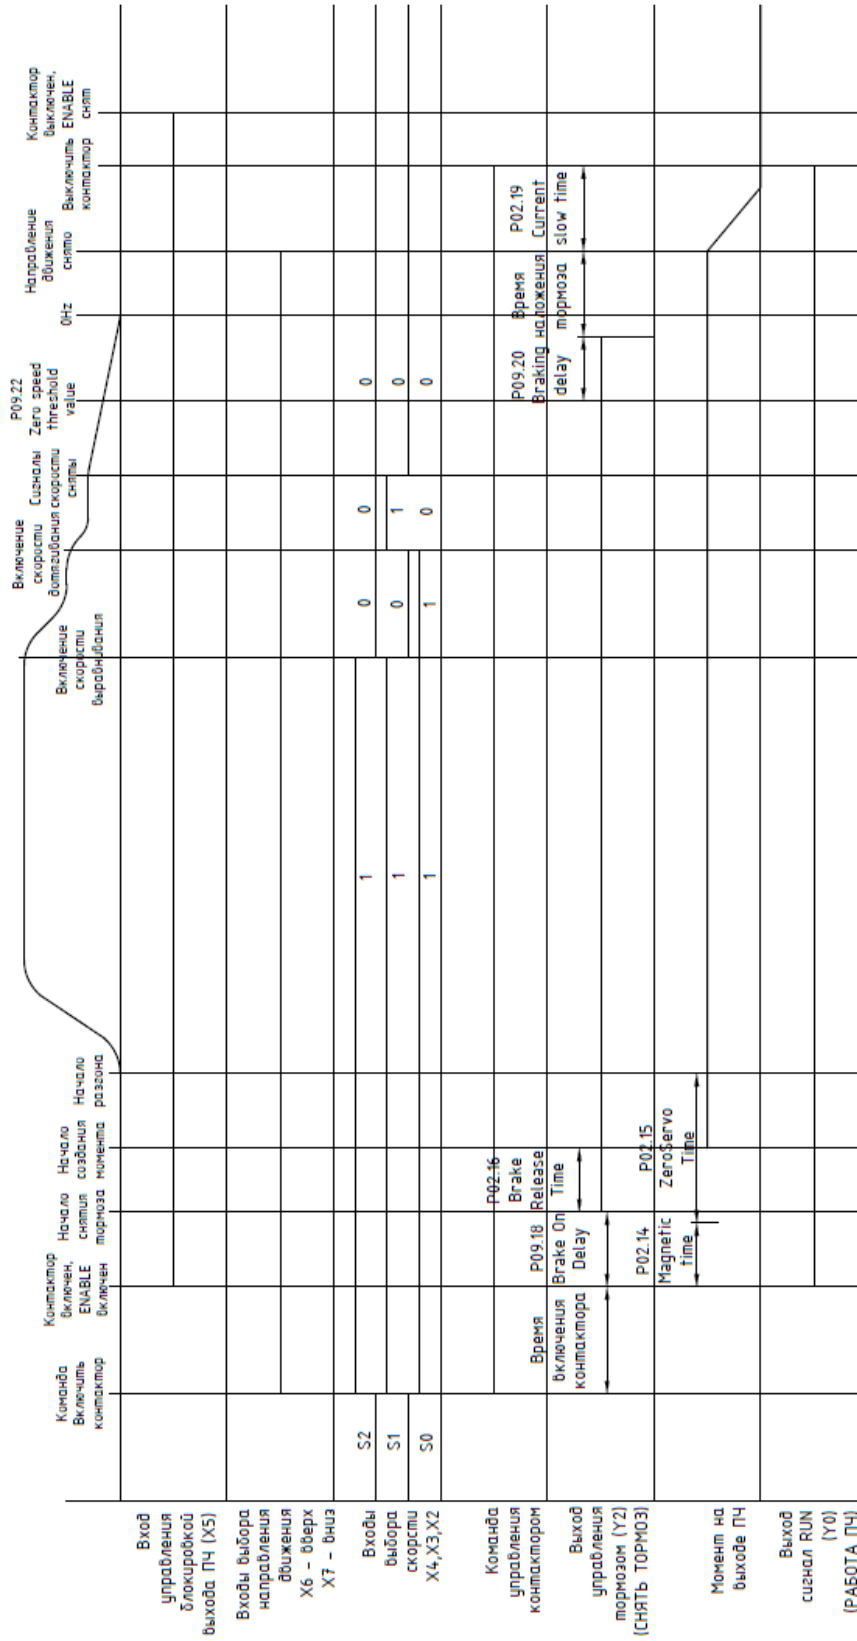 Команда
Включить
контактор
Контактор
включен,
ENABLE
включен
Начало
снятия
тормоза
Начало
создания
момента
Начало
разгона
Включение
скорости
выравнивания
Включение
скорости
дотягивания
Сигналы
скорости
сняты
P09.22
Zero speed
threshold
value
0Hz
Направление
движения
снято
Выключить
контактор
Контактор
выключен,
ENABLE
снят
Вход
управления
блокировкой
выхода ПЧ (X5)
Входы выбора
направления
движения
X6 - вверх
X7 - вниз
Входы
выбора
скорсти
X4,X3,X2
S2
1
0
0
0
S1
1
0
1
0
S0
1
1
0
0
Команда
управления
контактором
Выход
управления
тормозом (Y2)
(СНЯТЬ ТОРМОЗ)
Время
включения
контактора
P09.18
Brake On
Delay
P02.16
Brake
Release
Time
P09.20
Braking
delay
Время
наложения
тормоза
P02.19
Current
slow time
P02.14
Magnetic
time
P02.15
ZeroServo
Time
Момент на
выходе ПЧ
Выход
сигнал RUN
(Y0)
(РАБОТА ПЧ)